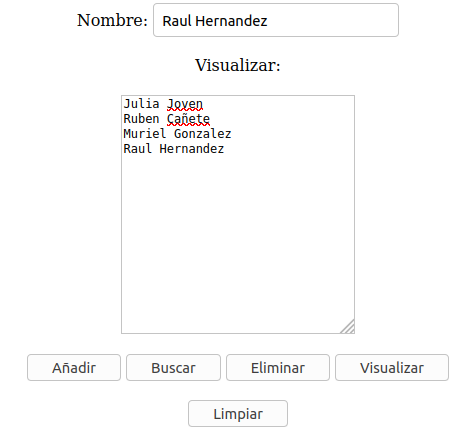 Nombre: Raul Hernandez
Visualizar:
Julia Joven
Ruben Cañete
Muriel Gonzalez
Raul Hernandez
Añadir Buscar Eliminar Visualizar
Limpiar